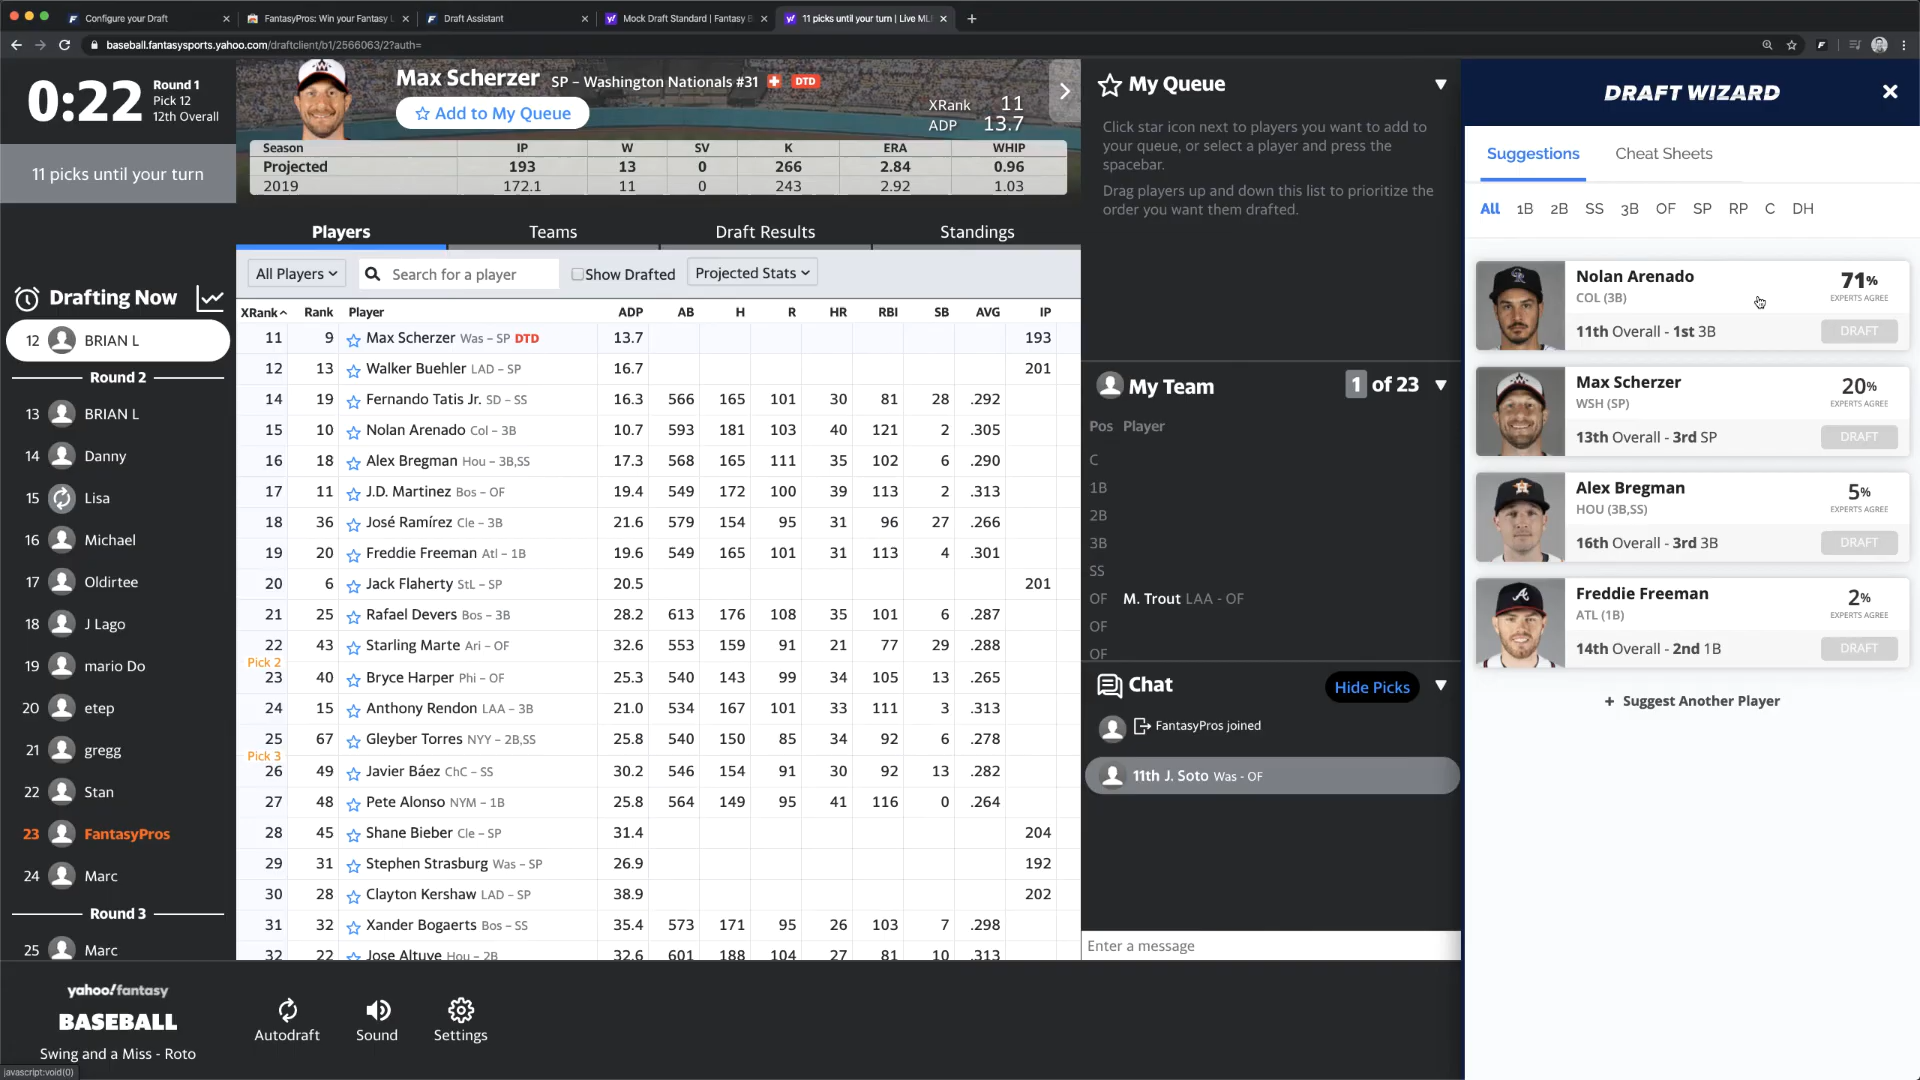 Configure your Draft
FantasyPros: Win your Fantasy
Draft Assistant
Mock Draft Standard | Fantasy B
11 picks until your turn | Live ML
baseball.fantasysports.yahoo.com/draftclient/b1/2566063/2?auth=
0:22
Round 1
Pick 12
12th Overall
11 picks until your turn
Drafting Now
12 BRIAN L
Round 2
13 BRIAN L
14 Danny
15 Lisa
16 Michael
17 Oldirtee
18 J Lago
19 mario Do
20 etep
21 gregg
22 Stan
23 FantasyPros
24 Marc
Round 3
25 Marc
yahoo!fantasy
BASEBALL
Swing and a Miss - Roto
javascript:void(0)
Max Scherzer SP – Washington Nationals #31 DTD
Add to My Queue
XRank 11
ADP 13.7
Season IP W SV K ERA WHIP
Projected 193 13 0 266 2.84 0.96
2019 172.1 11 0 243 2.92 1.03
Players Teams Draft Results Standings
All Players Search for a player Show Drafted Projected Stats
XRank Rank Player ADP AB H R HR RBI SB AVG IP
11 9 Max Scherzer Was – SP DTD 13.7 193
12 13 Walker Buehler LAD – SP 16.7 201
14 19 Fernando Tatis Jr. SD – SS 16.3 566 165 101 30 81 28 .292
15 10 Nolan Arenado Col – 3B 10.7 593 181 103 40 121 2 .305
16 18 Alex Bregman Hou – 3B,SS 17.3 568 165 111 35 102 6 .290
17 11 J.D. Martinez Bos – OF 19.4 549 172 100 39 113 2 .313
18 36 José Ramírez Cle – 3B 21.6 579 154 95 31 96 27 .266
19 20 Freddie Freeman Atl – 1B 19.6 549 165 101 31 113 4 .301
20 6 Jack Flaherty StL – SP 20.5 201
21 25 Rafael Devers Bos – 3B 28.2 613 176 108 35 101 6 .287
22 43 Starling Marte Ari – OF 32.6 553 159 91 21 77 29 .288
Pick 2
23 40 Bryce Harper Phi – OF 25.3 540 143 99 34 105 13 .265
24 15 Anthony Rendon LAA – 3B 21.0 534 167 101 33 111 3 .313
25 67 Gleyber Torres NYY – 2B,SS 25.8 540 150 85 34 92 6 .278
Pick 3
26 49 Javier Báez ChC – SS 30.2 546 154 91 30 92 13 .282
27 48 Pete Alonso NYM – 1B 25.8 564 149 95 41 116 0 .264
28 45 Shane Bieber Cle – SP 31.4 204
29 31 Stephen Strasburg Was – SP 26.9 192
30 28 Clayton Kershaw LAD – SP 38.9 202
31 32 Xander Bogaerts Bos – SS 35.4 573 171 95 26 103 7 .298
32 22 Jose Altuve Hou – 2B 32.6 601 188 104 27 81 10 .313
Autodraft Sound Settings
My Queue
Click star icon next to players you want to add to
your queue, or select a player and press the
spacebar.
Drag players up and down this list to prioritize the
order you want them drafted.
My Team 1 of 23
Pos Player
C
1B
2B
3B
SS
OF M. Trout LAA - OF
OF
OF
Chat Hide Picks
FantasyPros joined
11th J. Soto Was - OF
Enter a message
DRAFT WIZARD
Suggestions Cheat Sheets
All 1B 2B SS 3B OF SP RP C DH
Nolan Arenado 71%
COL (3B) EXPERTS AGREE
11th Overall - 1st 3B DRAFT
Max Scherzer 20%
WSH (SP) EXPERTS AGREE
13th Overall - 3rd SP DRAFT
Alex Bregman 5%
HOU (3B,SS) EXPERTS AGREE
16th Overall - 3rd 3B DRAFT
Freddie Freeman 2%
ATL (1B) EXPERTS AGREE
14th Overall - 2nd 1B DRAFT
+ Suggest Another Player